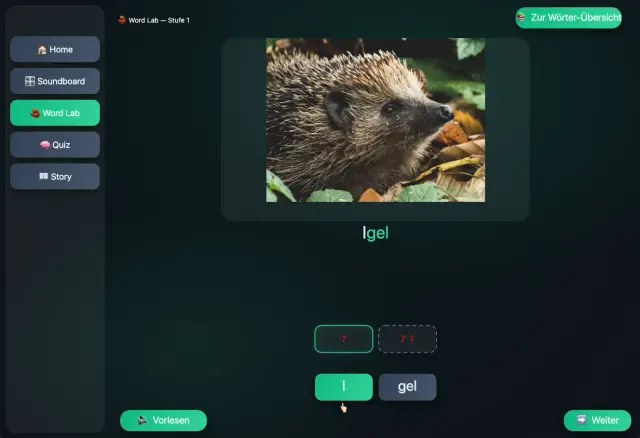 Word Lab — Stufe 1
Zur Wörter-Übersicht
Home
Soundboard
Word Lab
Quiz
Story
Igel
I gel
Vorlesen
Weiter